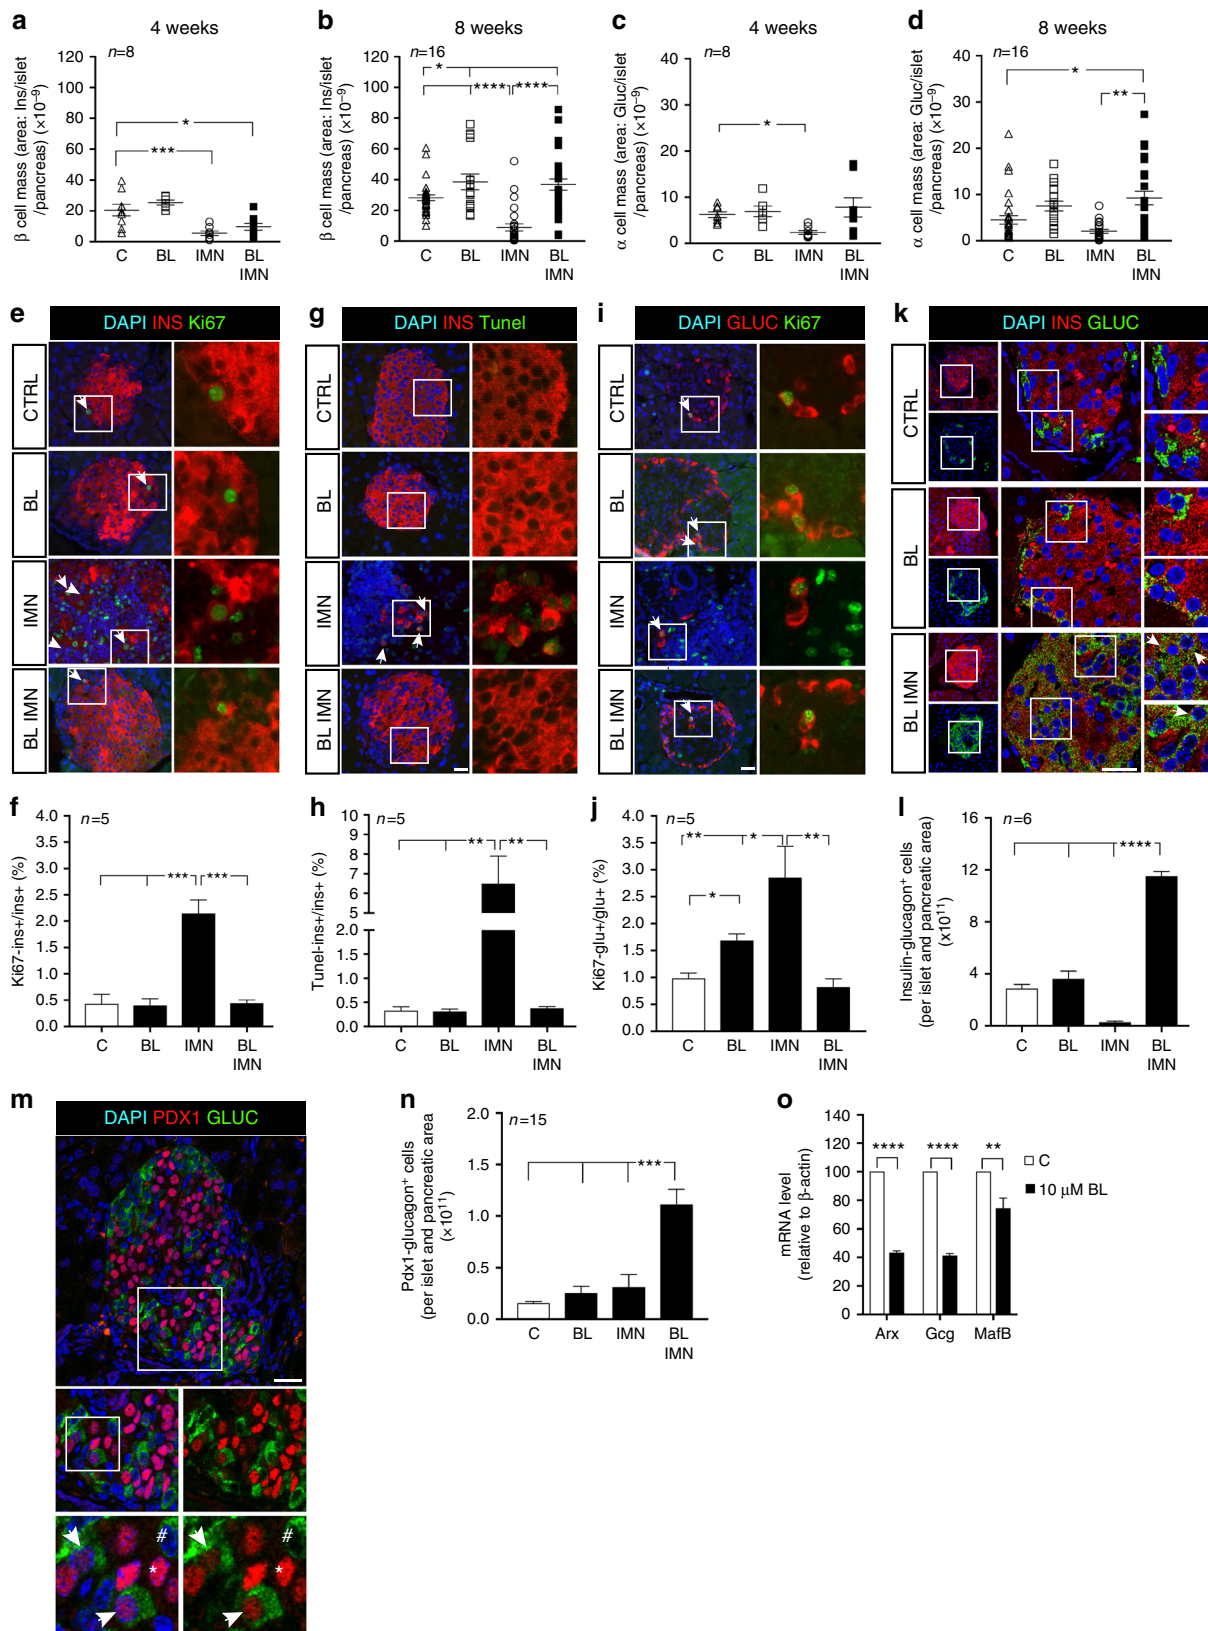 a
4 weeks
n=8
β cell mass (area: Ins/islet
/pancreas) (×10⁻⁹)
120
100
80
60
40
20
0
*
***
C
BL
IMN
BL
IMN
b
8 weeks
n=16
β cell mass (area: Ins/islet
/pancreas) (×10⁻⁹)
100
80
60
40
20
0
*
****
****
C
BL
IMN
BL
IMN
c
4 weeks
n=8
α cell mass (area: Gluc/islet
/pancreas) (×10⁻⁹)
40
30
20
10
0
*
C
BL
IMN
BL
IMN
d
8 weeks
n=16
α cell mass (area: Gluc/islet
/pancreas) (×10⁻⁹)
40
30
20
10
0
*
**
C
BL
IMN
BL
IMN
e
DAPI INS Ki67
CTRL
BL
IMN
BL IMN
g
DAPI INS Tunel
CTRL
BL
IMN
BL IMN
i
DAPI GLUC Ki67
CTRL
BL
IMN
BL IMN
k
DAPI INS GLUC
CTRL
BL
BL IMN
f
n=5
Ki67-ins+/ins+ (%)
4.0
3.5
3.0
2.5
2.0
1.5
1.0
0.5
0.0
***
***
C
BL
IMN
BL
IMN
h
n=5
Tunel-ins+/ins+ (%)
10
9
8
7
6
5
2.0
1.5
1.0
0.5
0.0
**
**
C
BL
IMN
BL
IMN
j
n=5
Ki67-glu+/glu+ (%)
4.0
3.5
3.0
2.5
2.0
1.5
1.0
0.5
0.0
**
*
**
*
C
BL
IMN
BL
IMN
l
n=6
Insulin-glucagon⁺ cells
(per islet and pancreatic area)
(x10¹¹)
16
12
8
4
0
****
C
BL
IMN
BL
IMN
m
DAPI PDX1 GLUC
#
*
#
*
n
n=15
Pdx1-glucagon⁺ cells
(per islet and pancreatic area
(×10¹¹)
2.0
1.5
1.0
0.5
0.0
***
C
BL
IMN
BL
IMN
o
mRNA level
(relative to β-actin)
140
120
100
80
60
40
20
0
****
****
**
Arx
Gcg
MafB
C
10 μM BL